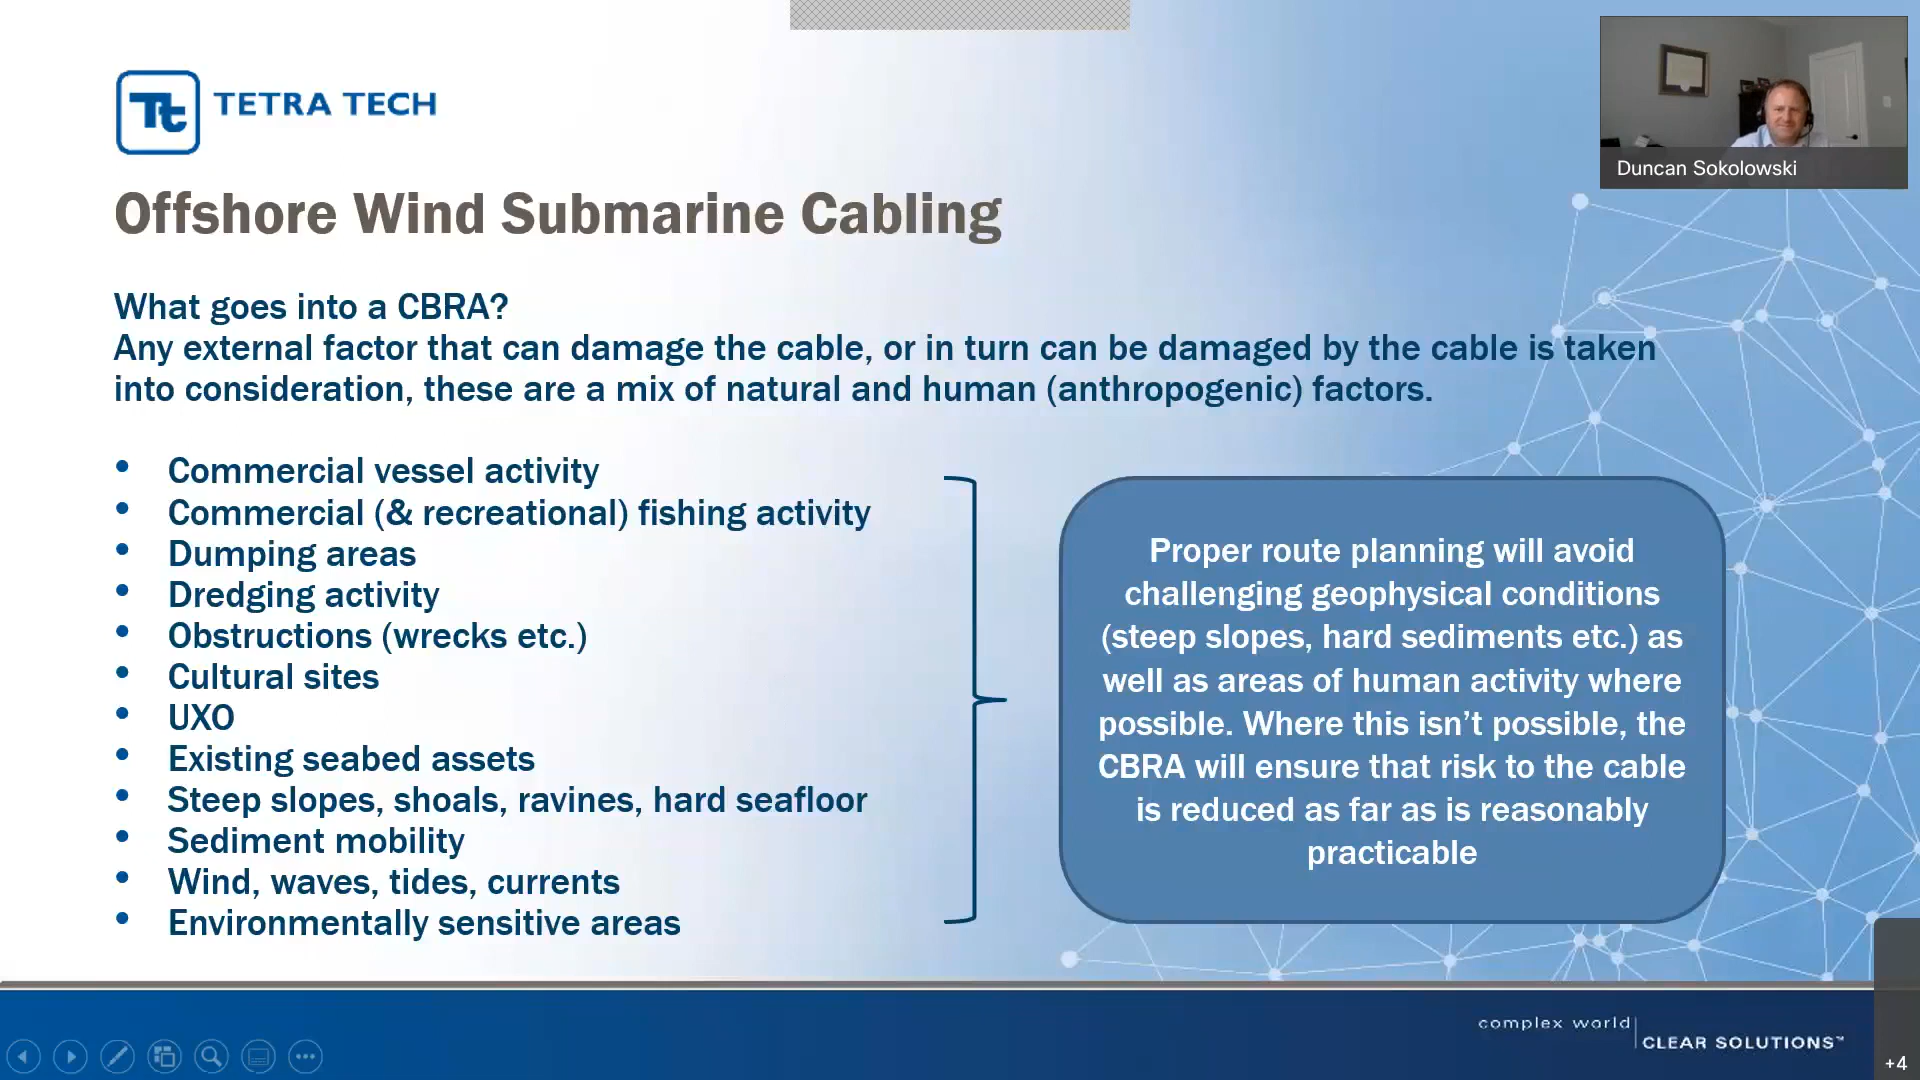 Tt TETRA TECH
Duncan Sokolowski
Offshore Wind Submarine Cabling
What goes into a CBRA?
Any external factor that can damage the cable, or in turn can be damaged by the cable is taken
into consideration, these are a mix of natural and human (anthropogenic) factors.
• Commercial vessel activity
• Commercial (& recreational) fishing activity
• Dumping areas
• Dredging activity
• Obstructions (wrecks etc.)
• Cultural sites
• UXO
• Existing seabed assets
• Steep slopes, shoals, ravines, hard seafloor
• Sediment mobility
• Wind, waves, tides, currents
• Environmentally sensitive areas
Proper route planning will avoid
challenging geophysical conditions
(steep slopes, hard sediments etc.) as
well as areas of human activity where
possible. Where this isn’t possible, the
CBRA will ensure that risk to the cable
is reduced as far as is reasonably
practicable
complex world
CLEAR SOLUTIONS™
+4